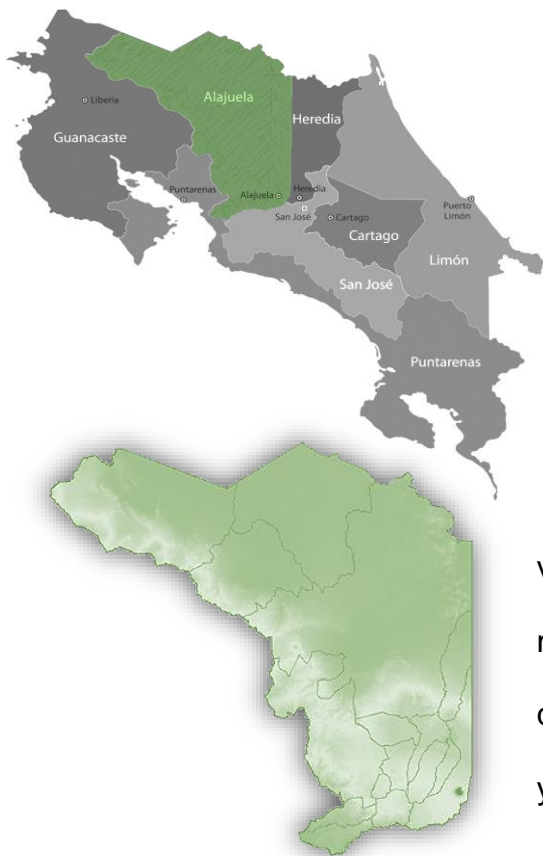 Alajuela
Liberia
Heredia
Guanacaste
Puntarenas
Alajuela
Heredia
San José
Cartago
Puerto
Limón
Cartago
Limón
San José
Puntarenas